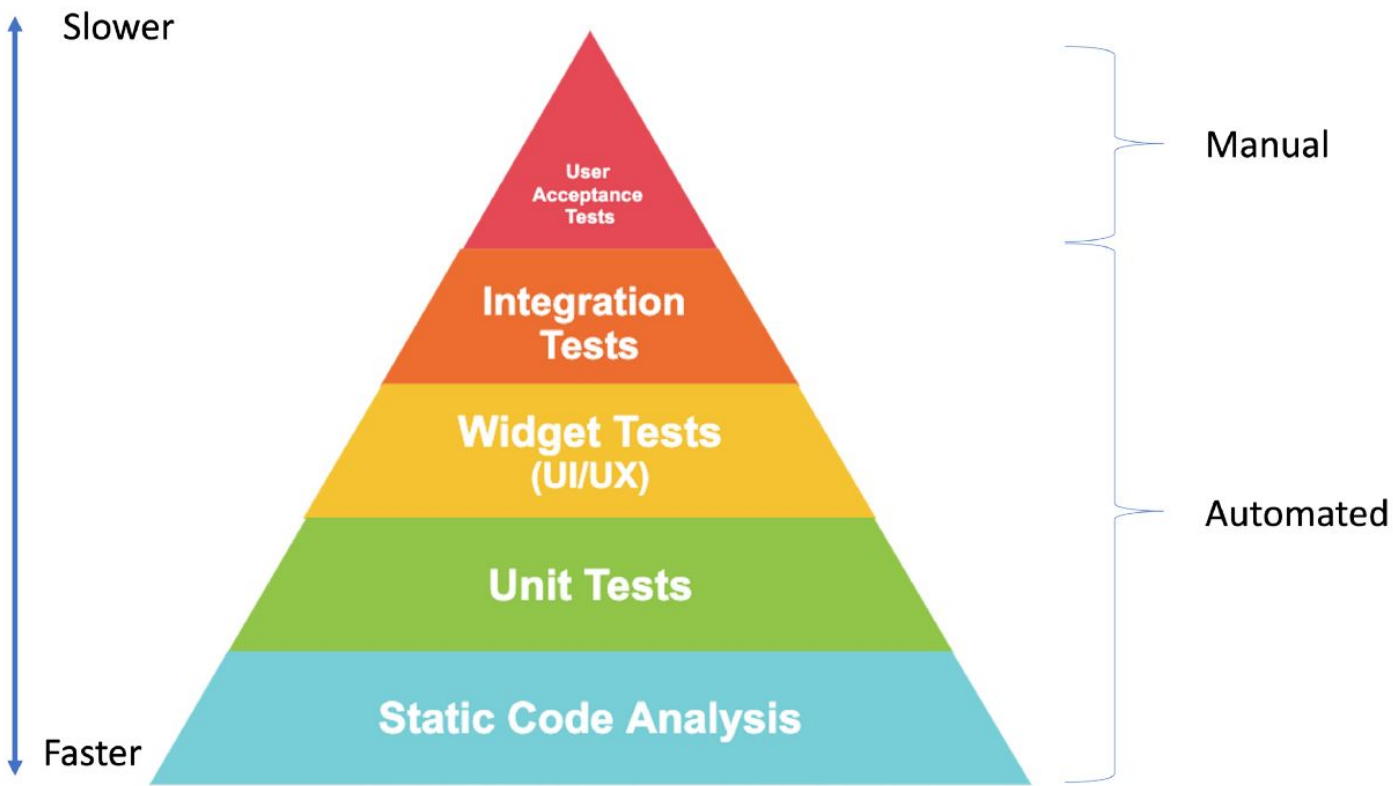 Slower
User
Acceptance
Tests
Manual
Integration
Tests
Widget Tests
(UI/UX)
Automated
Unit Tests
Static Code Analysis
Faster